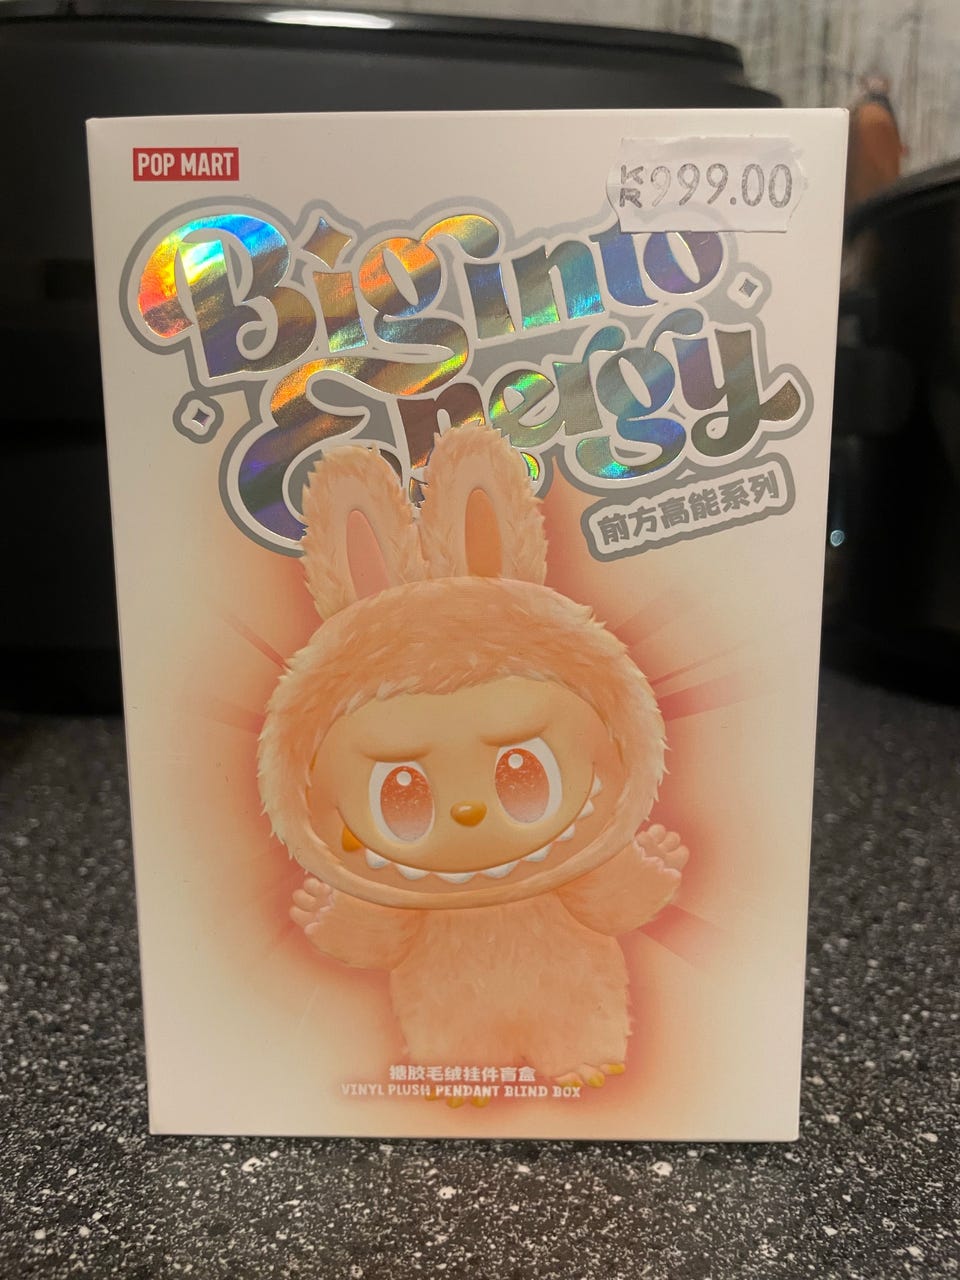 POP MART
KR999.00
Big into
Energy
前方高能系列
搪胶毛绒挂件盲盒
VINYL PLUSH PENDANT BLIND BOX